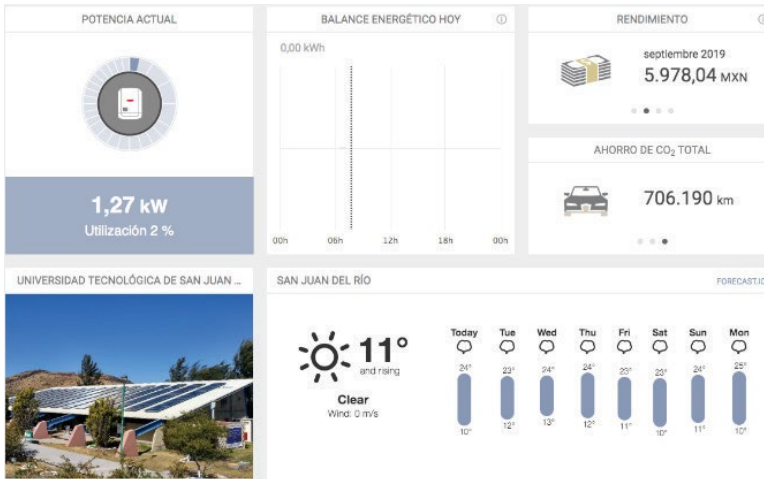 POTENCIA ACTUAL
1,27 kW
Utilización 2 %
BALANCE ENERGÉTICO HOY
0,00 kWh
00h 06h 12h 18h 00h
RENDIMIENTO
septiembre 2019
5.978,04 MXN
AHORRO DE CO₂ TOTAL
706.190 km
UNIVERSIDAD TECNOLÓGICA DE SAN JUAN ...
SAN JUAN DEL RÍO
FORECAST.IO
11°
and rising
Clear
Wind: 0 m/s
Today Tue Wed Thu Fri Sat Sun Mon
24° 23° 24° 24° 23° 23° 24° 25°
10° 12° 13° 12° 11° 10° 11° 10°